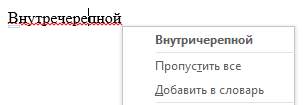 Внутречерепной
Внутричерепной
Пропустить все
Добавить в словарь